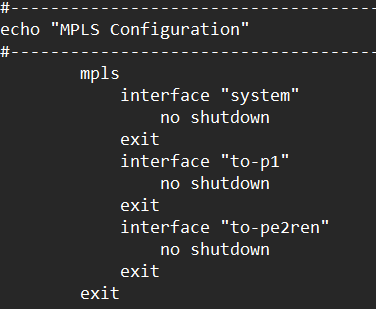 #--------------------------------------
echo "MPLS Configuration"
#--------------------------------------
        mpls
            interface "system"
                no shutdown
            exit
            interface "to-p1"
                no shutdown
            exit
            interface "to-pe2ren"
                no shutdown
            exit
        exit